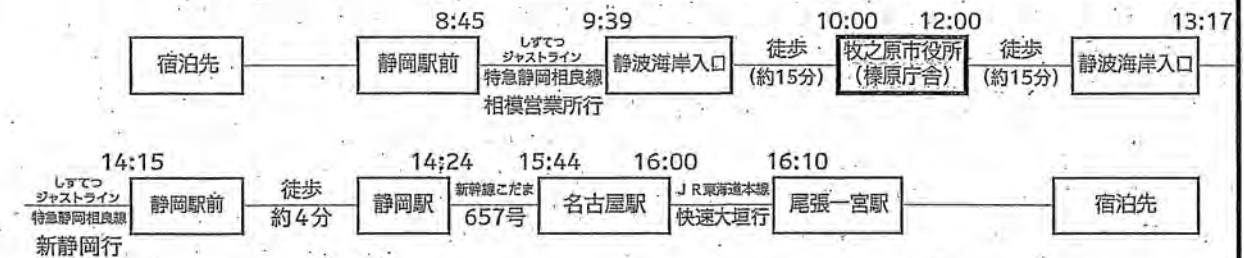 8:45 9:39 10:00 12:00 13:17
宿泊先 静岡駅前 しずてつ ジャストライン 特急静岡相良線 相模営業所行 静波海岸入口 徒歩 (約15分) 牧之原市役所 (榛原庁舎) 徒歩 (約15分) 静波海岸入口
14:15 14:24 15:44 16:00 16:10
しずてつ ジャストライン 特急静岡相良線 新静岡行 静岡駅前 徒歩 約4分 静岡駅 新幹線こだま 657号 名古屋駅 JR東海道本線 快速大垣行 尾張一宮駅 宿泊先